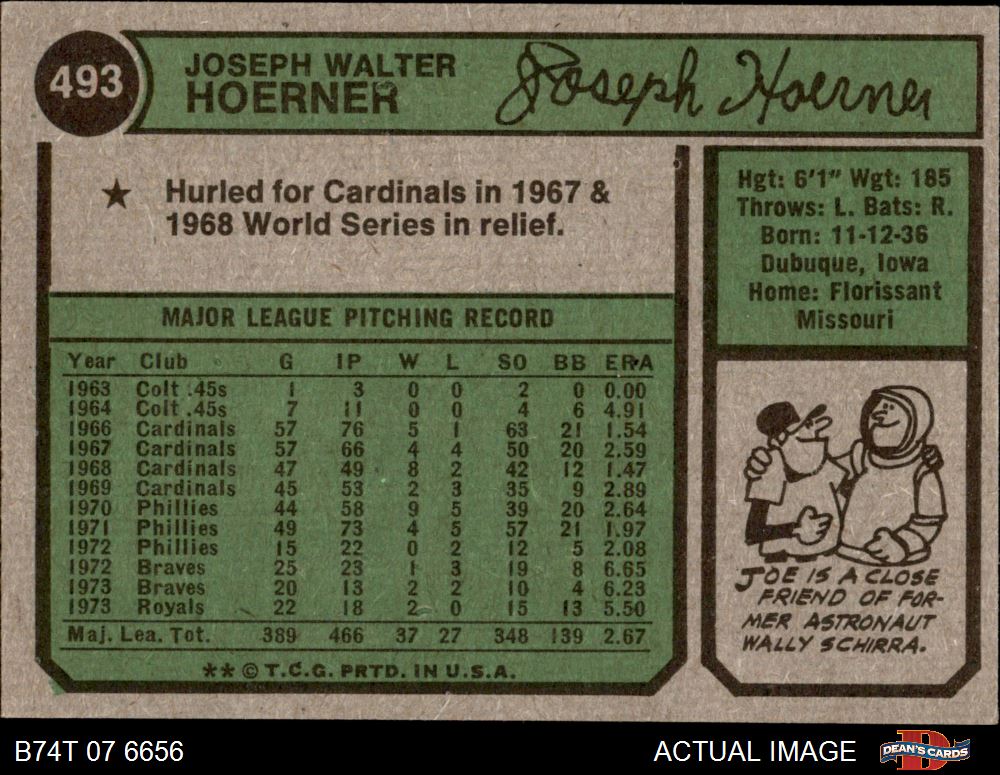 493
JOSEPH WALTER
HOERNER
Joseph Hoerner
★ Hurled for Cardinals in 1967 &
1968 World Series in relief.
MAJOR LEAGUE PITCHING RECORD
Year Club G IP W L SO BB ERA
1963 Colt .45s 1 3 0 0 2 0 0.00
1964 Colt .45s 7 11 0 0 4 6 4.91
1966 Cardinals 57 76 5 1 63 21 1.54
1967 Cardinals 57 66 4 4 50 20 2.59
1968 Cardinals 47 49 8 2 42 12 1.47
1969 Cardinals 45 53 2 3 35 9 2.89
1970 Phillies 44 58 9 5 39 20 2.64
1971 Phillies 49 73 4 5 57 21 1.97
1972 Phillies 15 22 0 2 12 5 2.08
1972 Braves 25 23 1 3 19 8 6.65
1973 Braves 20 13 2 2 10 4 6.23
1973 Royals 22 18 2 0 15 13 5.50
Maj. Lea. Tot. 389 466 37 27 348 139 2.67
** © T.C.G. PRTD. IN U.S.A.
Hgt: 6'1" Wgt: 185
Throws: L. Bats: R.
Born: 11-12-36
Dubuque, Iowa
Home: Florissant
Missouri
JOE IS A CLOSE
FRIEND OF FOR-
MER ASTRONAUT
WALLY SCHIRRA.
B74T 07 6656
ACTUAL IMAGE
DEAN'S CARDS